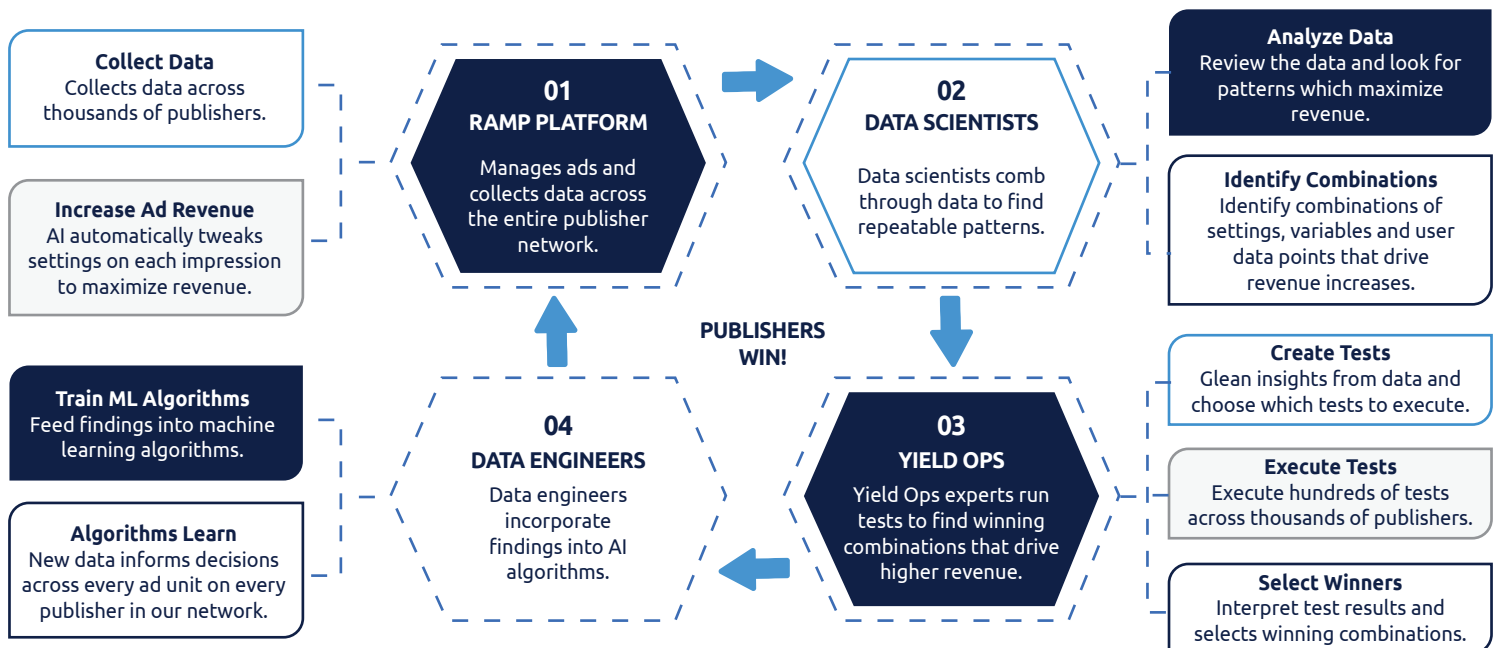 Collect Data
Collects data across
thousands of publishers.
Increase Ad Revenue
AI automatically tweaks
settings on each impression
to maximize revenue.
01
RAMP PLATFORM
Manages ads and
collects data across
the entire publisher
network.
02
DATA SCIENTISTS
Data scientists comb
through data to find
repeatable patterns.
Analyze Data
Review the data and look for
patterns which maximize
revenue.
Identify Combinations
Identify combinations of
settings, variables and user
data points that drive
revenue increases.
PUBLISHERS
WIN!
Train ML Algorithms
Feed findings into machine
learning algorithms.
Algorithms Learn
New data informs decisions
across every ad unit on every
publisher in our network.
04
DATA ENGINEERS
Data engineers
incorporate
findings into AI
algorithms.
03
YIELD OPS
Yield Ops experts run
tests to find winning
combinations that drive
higher revenue.
Create Tests
Glean insights from data and
choose which tests to execute.
Execute Tests
Execute hundreds of tests
across thousands of publishers.
Select Winners
Interpret test results and
selects winning combinations.